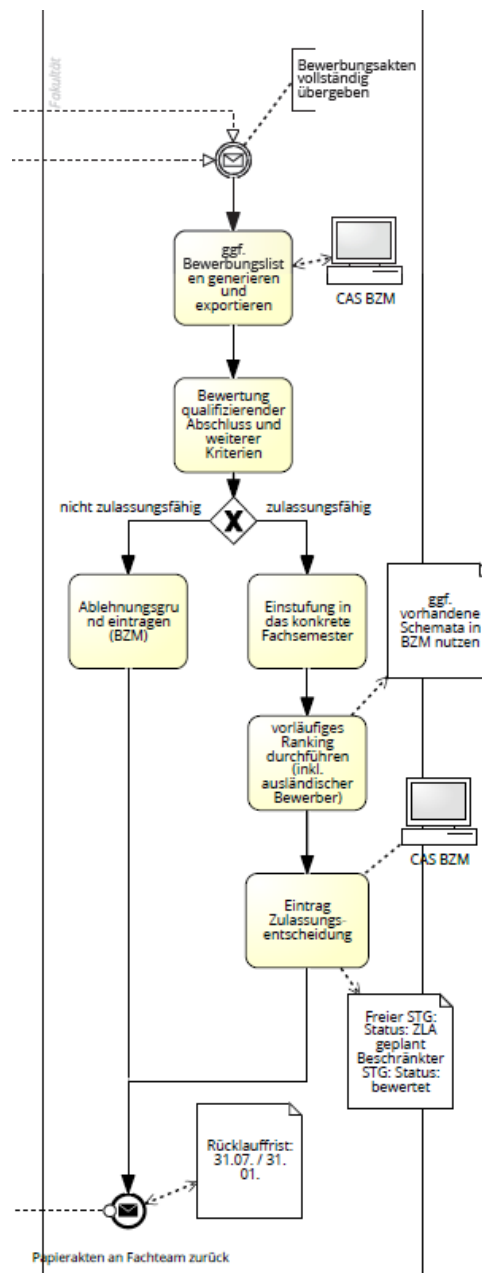 Fakultät
Bewerbungsakten
vollständig
übergeben
ggf.
Bewerbungslist
en generieren
und
exportieren
CAS BZM
Bewertung
qualifizierender
Abschluss und
weiterer
Kriterien
nicht zulassungsfähig
zulassungsfähig
Ablehnungsgru
nd eintragen
(BZM)
Einstufung in
das konkrete
Fachsemester
ggf.
vorhandene
Schemata in
BZM nutzen
vorläufiges
Ranking
durchführen
(inkl.
ausländischer
Bewerber)
CAS BZM
Eintrag
Zulassungs-
entscheidung
Freier STG:
Status: ZLA
geplant
Beschränkter
STG: Status:
bewertet
Rücklauffrist:
31.07. / 31.
01.
Papierakten an Fachteam zurück